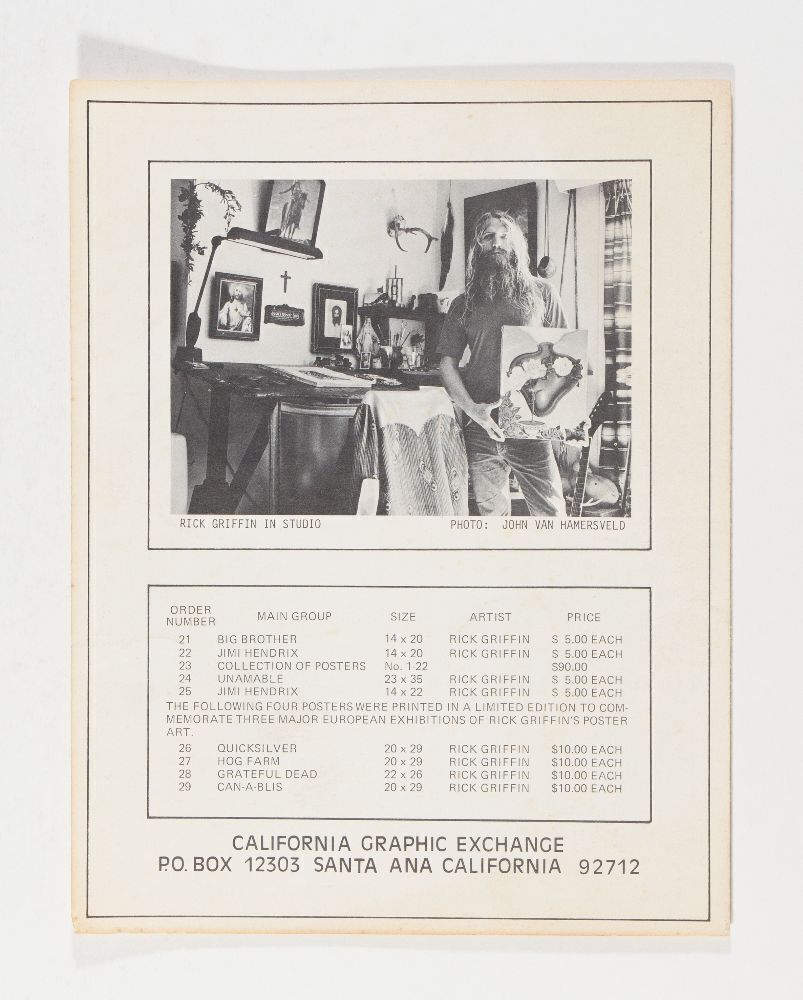 RICK GRIFFIN IN STUDIO PHOTO: JOHN VAN HAMERSVELD
ORDER NUMBER MAIN GROUP SIZE ARTIST PRICE
21 BIG BROTHER 14 x 20 RICK GRIFFIN $ 5.00 EACH
22 JIMI HENDRIX 14 x 20 RICK GRIFFIN $ 5.00 EACH
23 COLLECTION OF POSTERS No. 1-22 $90.00
24 UNAMABLE 23 x 35 RICK GRIFFIN $ 5.00 EACH
25 JIMI HENDRIX 14 x 22 RICK GRIFFIN $ 5.00 EACH
THE FOLLOWING FOUR POSTERS WERE PRINTED IN A LIMITED EDITION TO COM-
MEMORATE THREE MAJOR EUROPEAN EXHIBITIONS OF RICK GRIFFIN'S POSTER
ART.
26 QUICKSILVER 20 x 29 RICK GRIFFIN $10.00 EACH
27 HOG FARM 20 x 29 RICK GRIFFIN $10.00 EACH
28 GRATEFUL DEAD 22 x 26 RICK GRIFFIN $10.00 EACH
29 CAN-A-BLIS 20 x 29 RICK GRIFFIN $10.00 EACH
CALIFORNIA GRAPHIC EXCHANGE
P.O. BOX 12303 SANTA ANA CALIFORNIA 92712